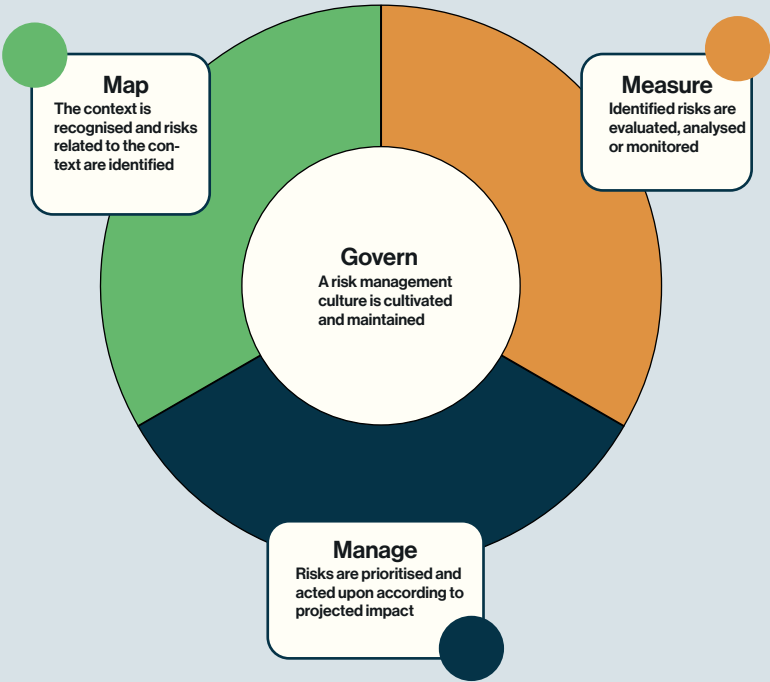 Map
The context is
recognised and risks
related to the con-
text are identified
Measure
Identified risks are
evaluated, analysed
or monitored
Govern
A risk management
culture is cultivated
and maintained
Manage
Risks are prioritised and
acted upon according to
projected impact